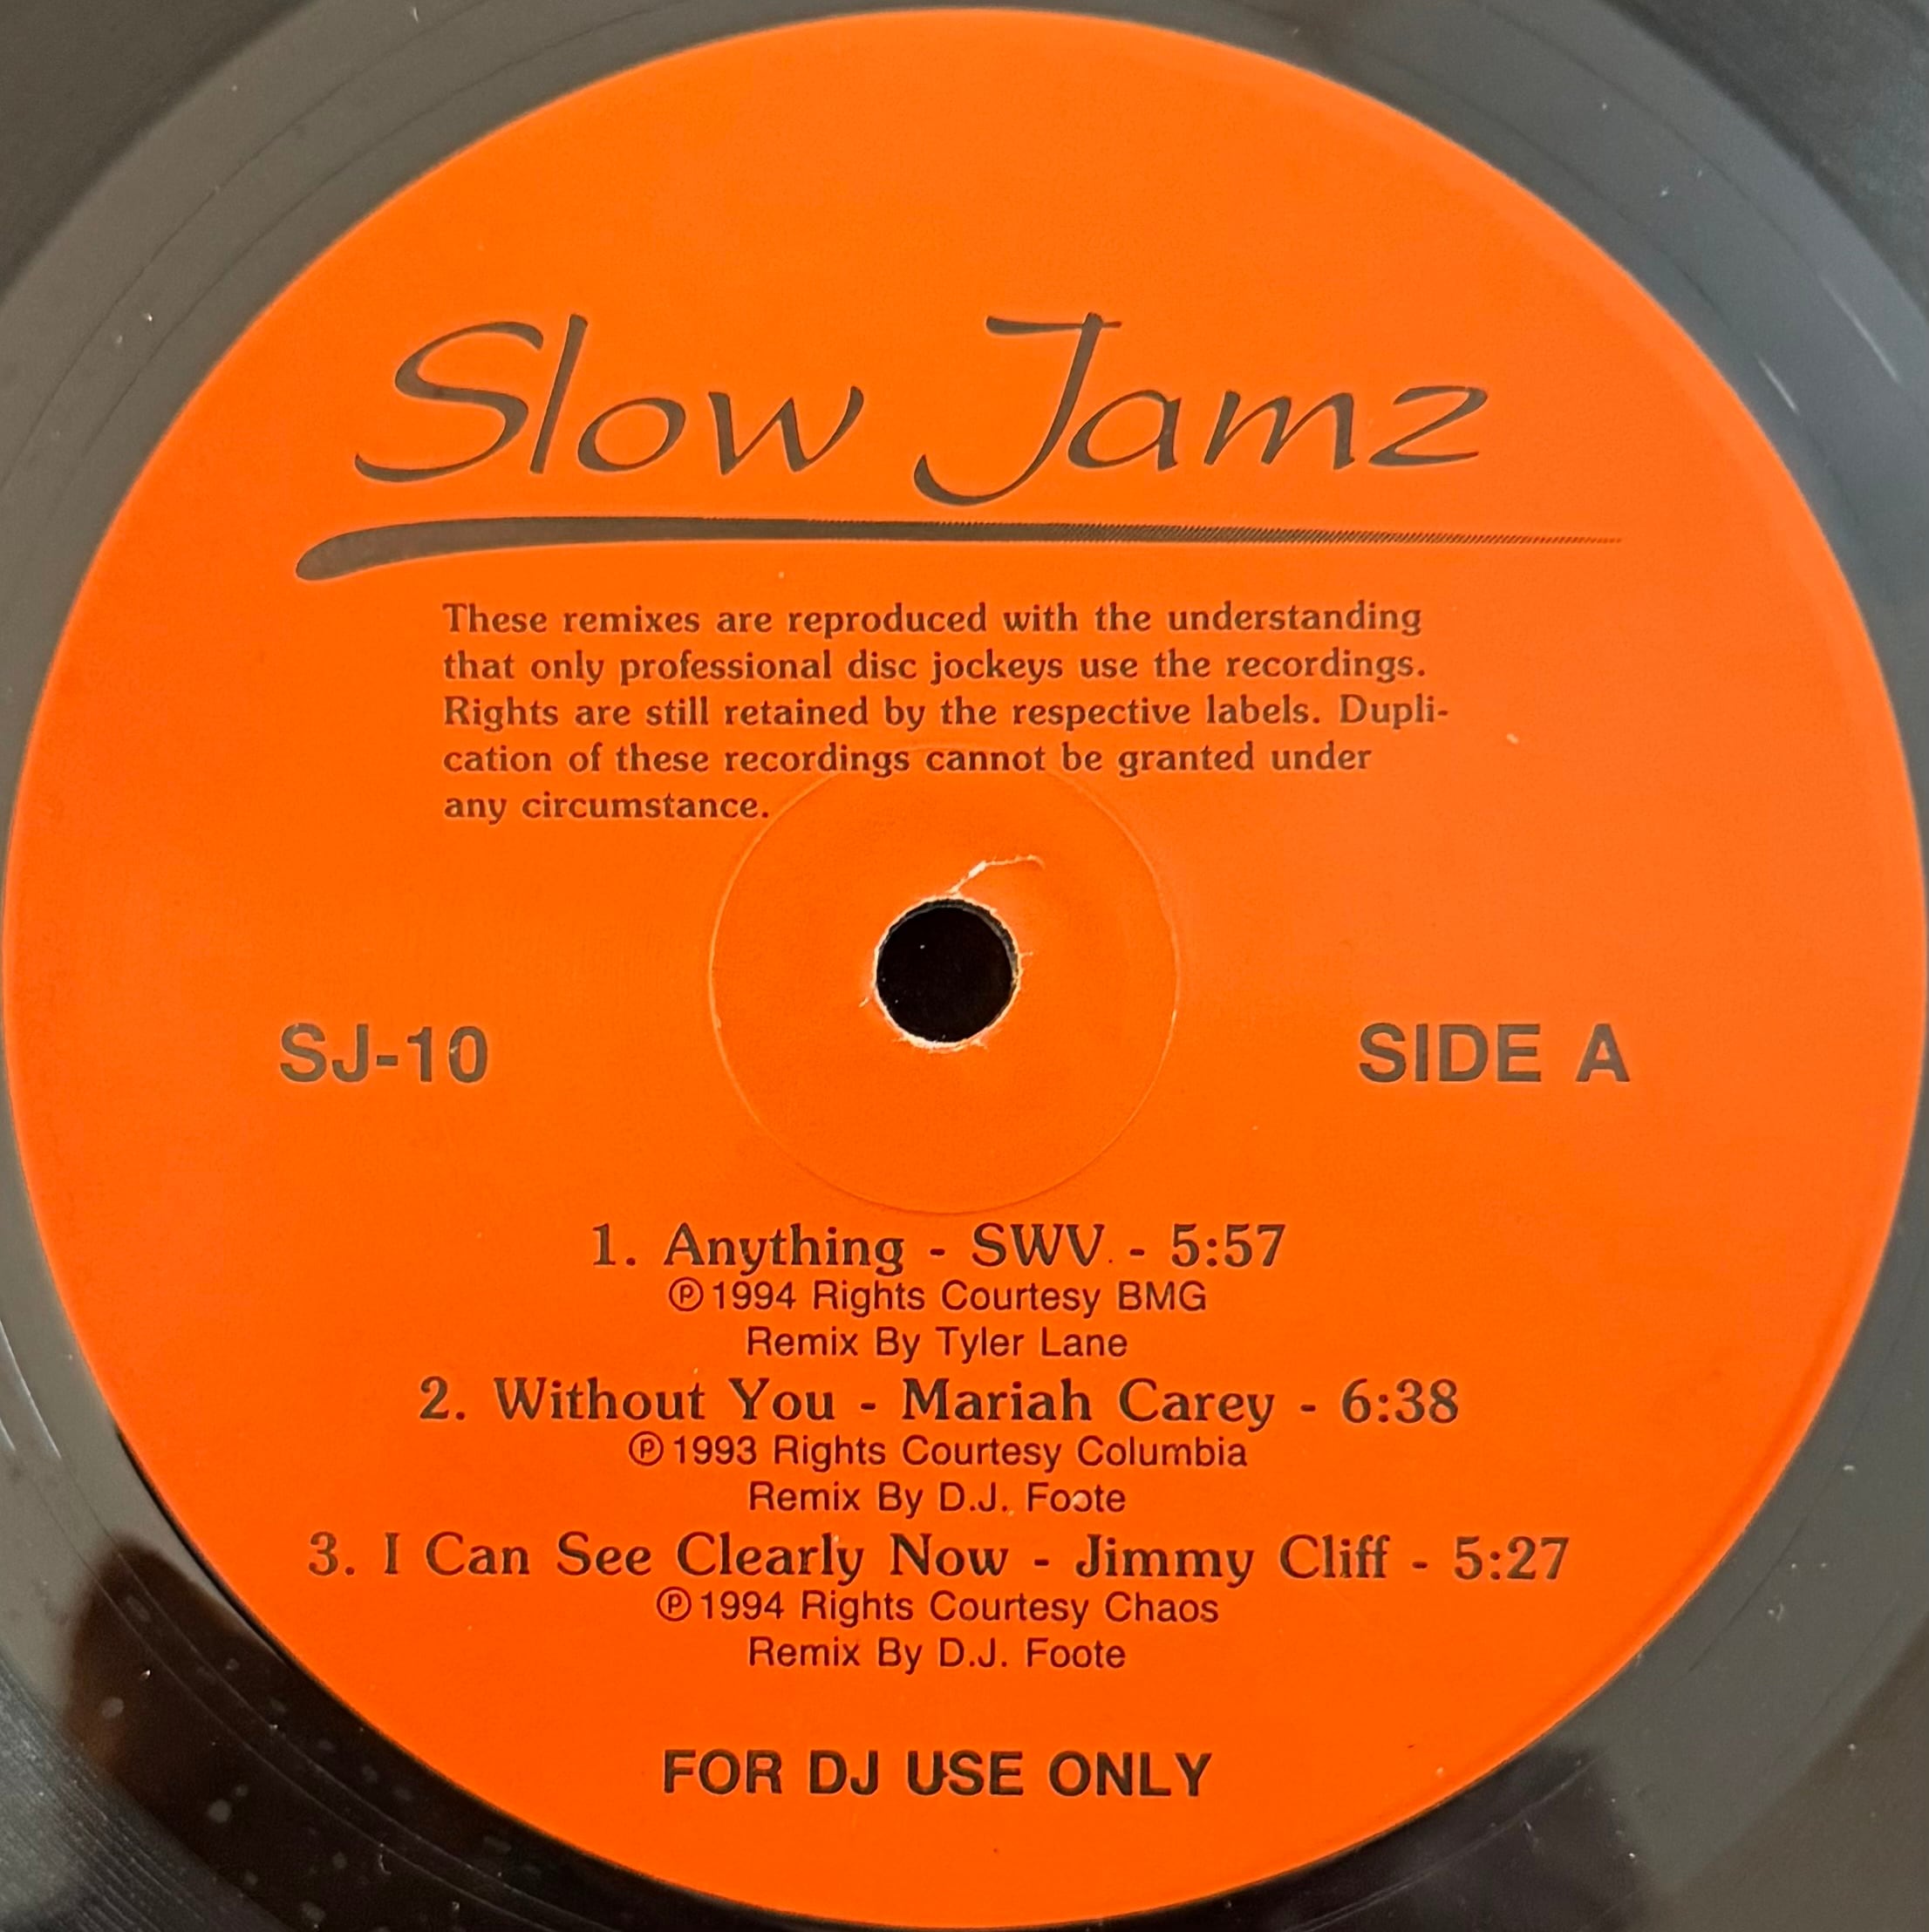 Slow Jamz
These remixes are reproduced with the understanding
that only professional disc jockeys use the recordings.
Rights are still retained by the respective labels. Dupli-
cation of these recordings cannot be granted under
any circumstance.
SJ-10
SIDE A
1. Anything - SWV - 5:57
℗1994 Rights Courtesy BMG
Remix By Tyler Lane
2. Without You - Mariah Carey - 6:38
℗1993 Rights Courtesy Columbia
Remix By D.J. Foote
3. I Can See Clearly Now - Jimmy Cliff - 5:27
℗1994 Rights Courtesy Chaos
Remix By D.J. Foote
FOR DJ USE ONLY